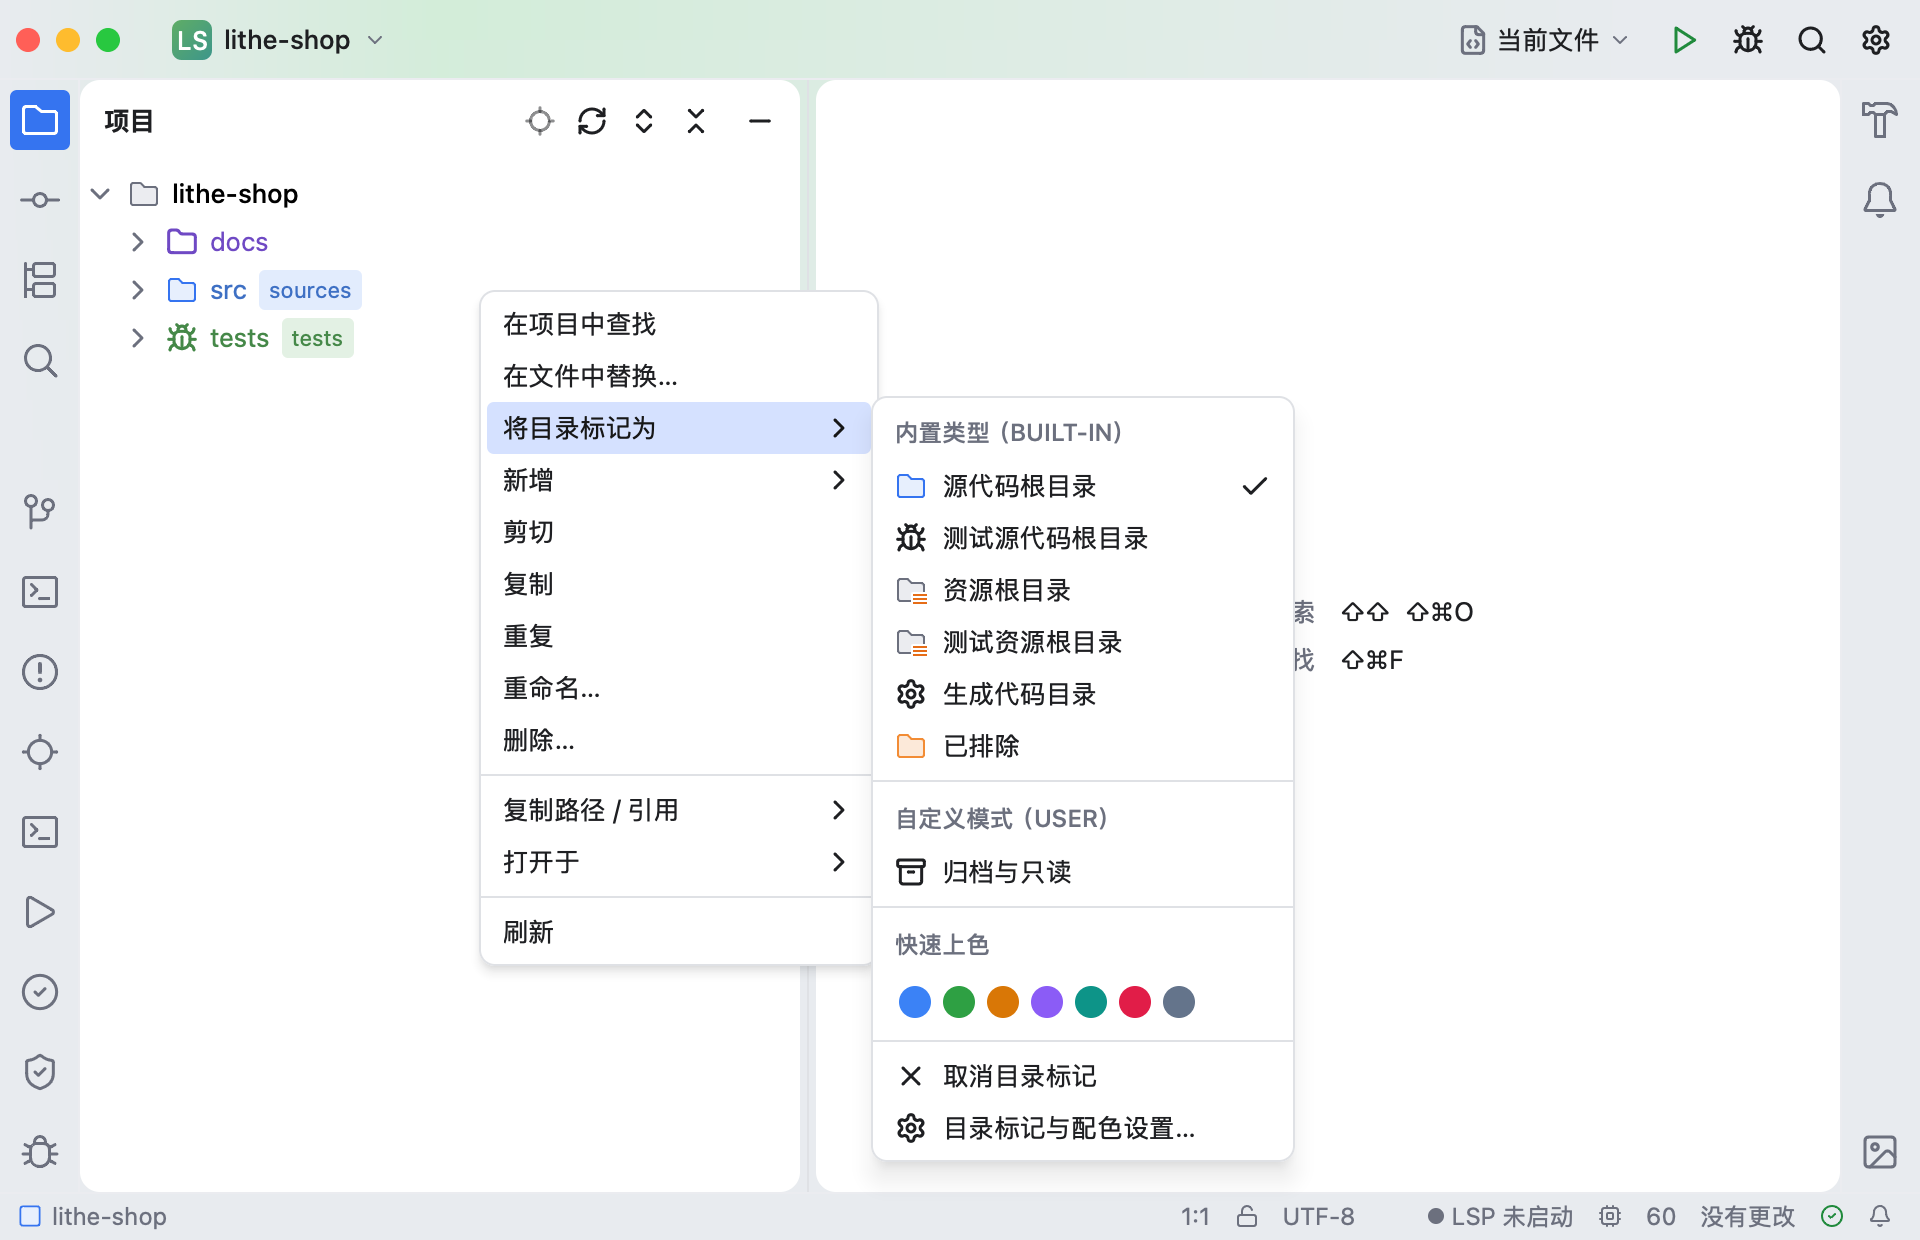 LS lithe-shop
当前文件
项目
lithe-shop
docs
src sources
tests tests
在项目中查找
在文件中替换...
将目录标记为
新增
剪切
复制
重复
重命名...
删除...
复制路径 / 引用
打开于
刷新
内置类型（BUILT-IN）
源代码根目录
测试源代码根目录
资源根目录
测试资源根目录
生成代码目录
已排除
自定义模式（USER）
归档与只读
快速上色
取消目录标记
目录标记与配色设置...
索 ⇧⇧ ⇧⌘O
找 ⇧⌘F
lithe-shop
1:1 UTF-8 LSP 未启动 60 没有更改